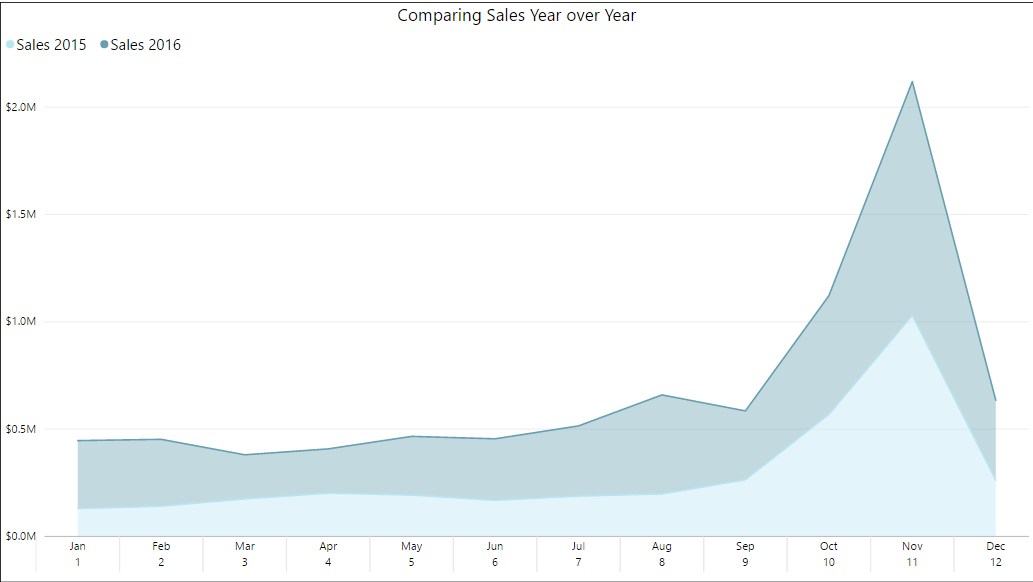 Comparing Sales Year over Year
Sales 2015 Sales 2016
$2.0M
$1.5M
$1.0M
$0.5M
$0.0M
Jan Feb Mar Apr May Jun Jul Aug Sep Oct Nov Dec
1 2 3 4 5 6 7 8 9 10 11 12